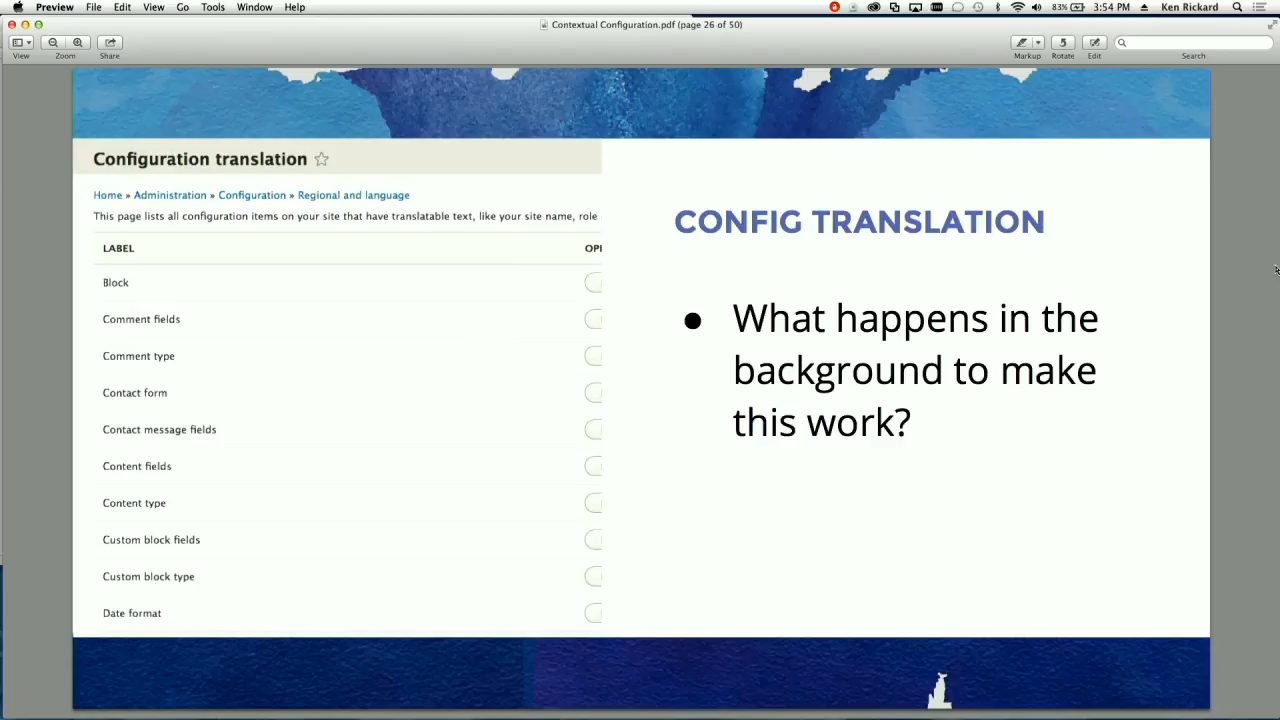 Preview File Edit View Go Tools Window Help 83% 3:54 PM Ken Rickard
Contextual Configuration.pdf (page 26 of 50)
View Zoom Share Markup Rotate Edit Search
Configuration translation
Home » Administration » Configuration » Regional and language
This page lists all configuration items on your site that have translatable text, like your site name, role
LABEL OPI
Block
Comment fields
Comment type
Contact form
Contact message fields
Content fields
Content type
Custom block fields
Custom block type
Date format
CONFIG TRANSLATION
● What happens in the
background to make
this work?